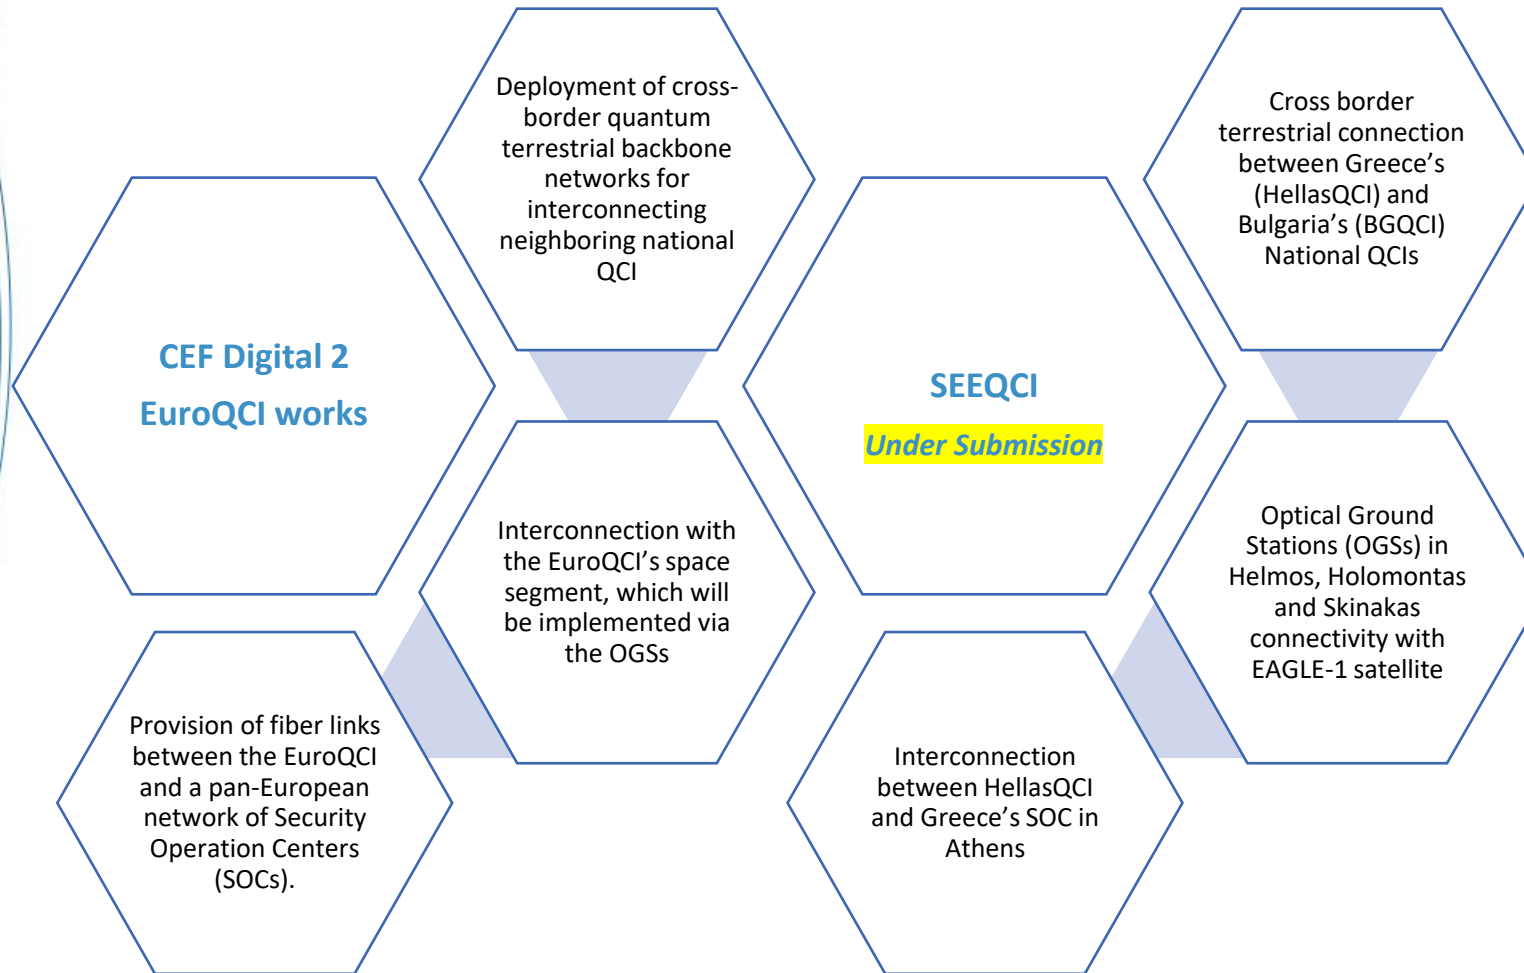 CEF Digital 2
EuroQCI works
Deployment of cross-
border quantum
terrestrial backbone
networks for
interconnecting
neighboring national
QCI
Interconnection with
the EuroQCI’s space
segment, which will
be implemented via
the OGSs
Provision of fiber links
between the EuroQCI
and a pan-European
network of Security
Operation Centers
(SOCs).
SEEQCI
Under Submission
Cross border
terrestrial connection
between Greece’s
(HellasQCI) and
Bulgaria’s (BGQCI)
National QCIs
Optical Ground
Stations (OGSs) in
Helmos, Holomontas
and Skinakas
connectivity with
EAGLE-1 satellite
Interconnection
between HellasQCI
and Greece’s SOC in
Athens